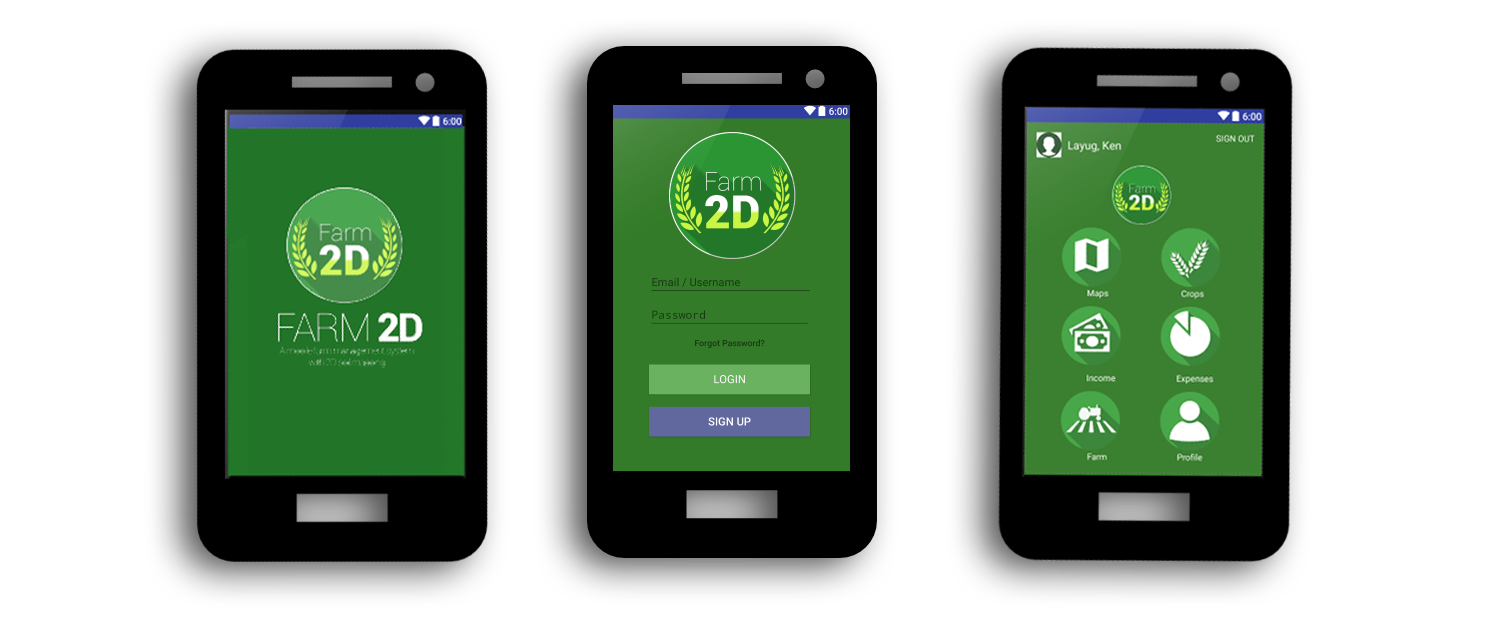 6:00
Farm
2D
FARM 2D
6:00
Farm
2D
Email / Username
Password
Forgot Password?
LOGIN
SIGN UP
6:00
Layug, Ken
SIGN OUT
Farm
2D
Maps
Crops
Income
Expenses
Farm
Profile